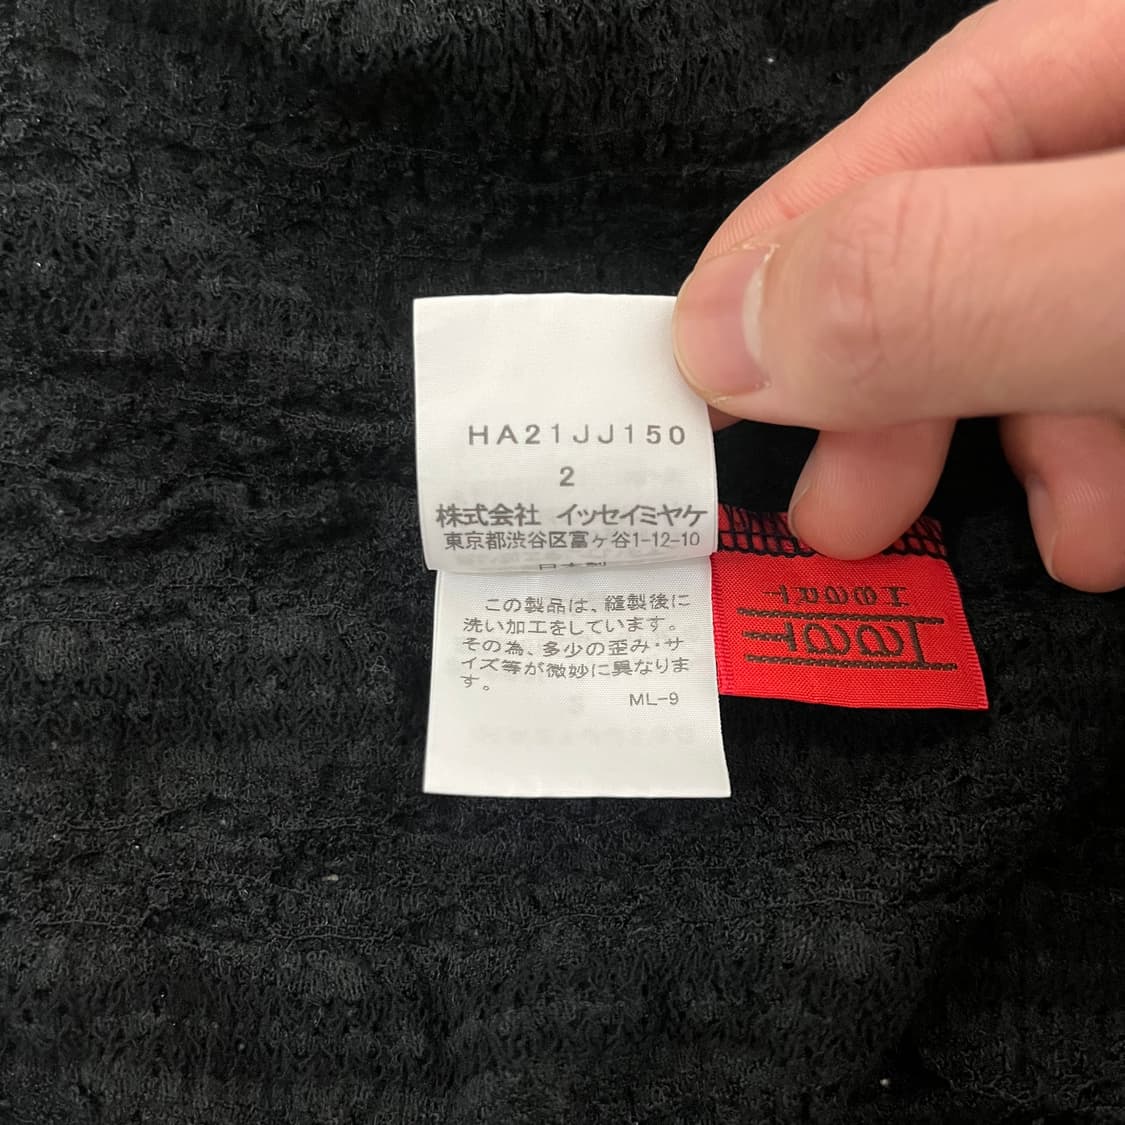 HA21JJ150
2
株式会社 イッセイミヤケ
東京都渋谷区富ヶ谷1-12-10
日本製
この製品は、縫製後に
洗い加工をしています。
その為、多少の歪み・サ
イズ等が微妙に異なりま
す。
ML-9